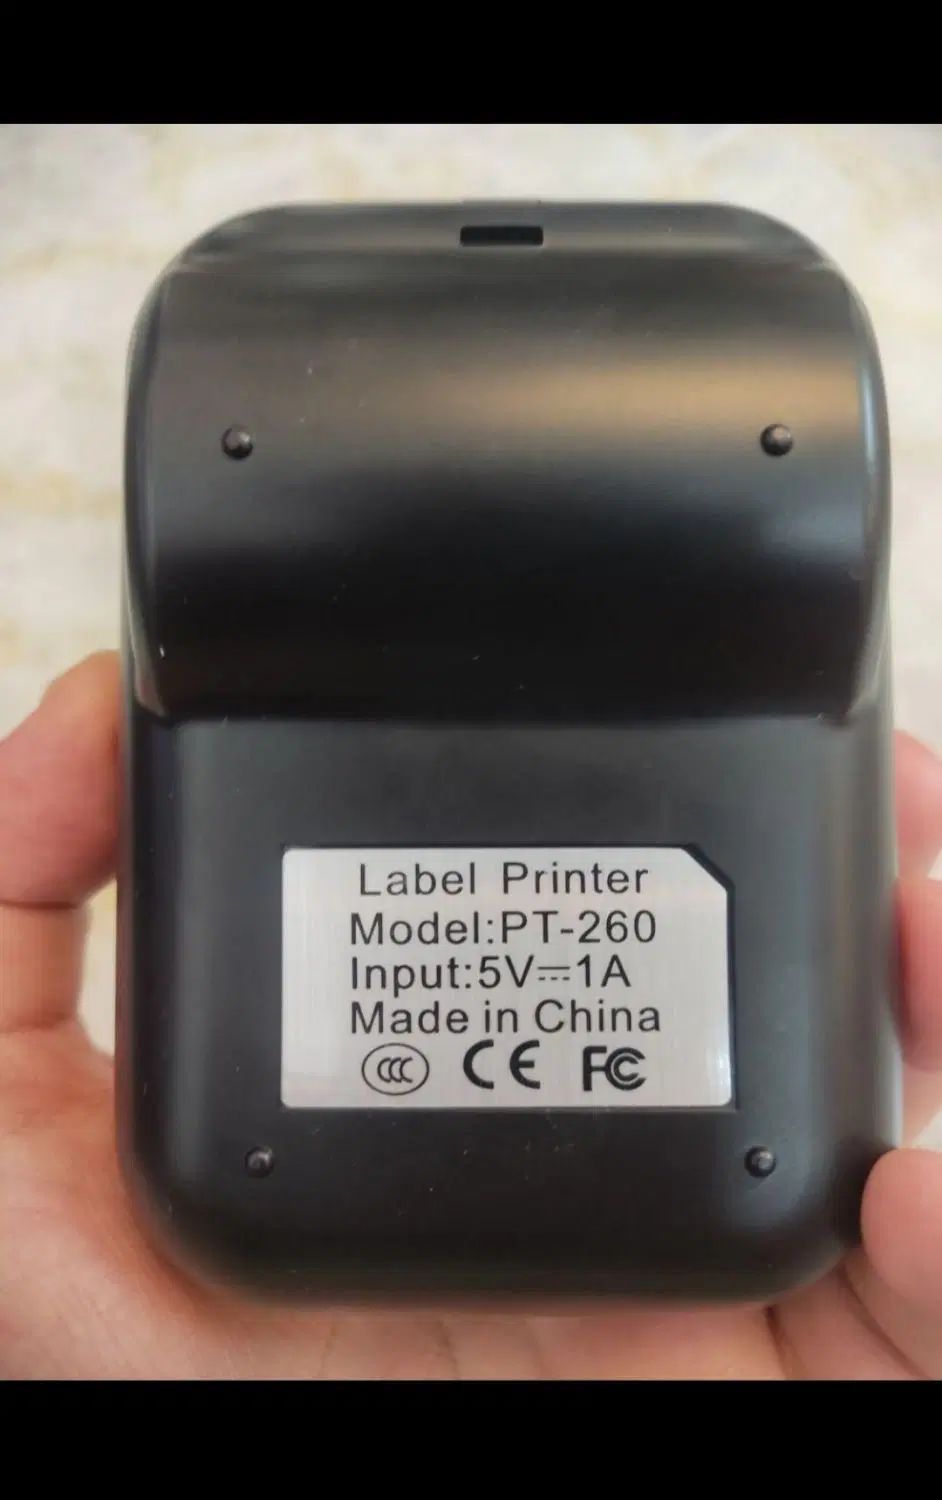 Label Printer
Model:PT-260
Input:5V⎓1A
Made in China
CCC CE FC